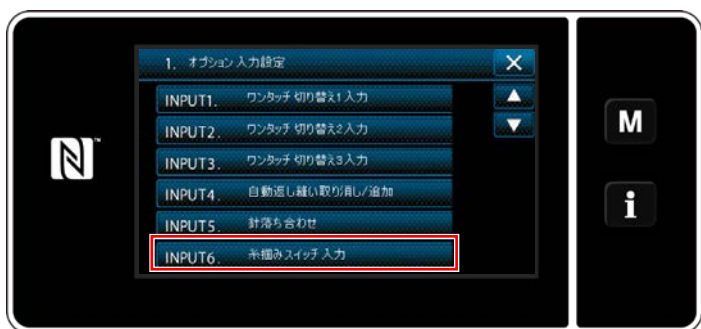 1. オプション入力設定
INPUT1. ワンタッチ切り替え1入力
INPUT2. ワンタッチ切り替え2入力
INPUT3. ワンタッチ切り替え3入力
INPUT4. 自動返し縫い取り消し/追加
INPUT5. 針落ち合わせ
INPUT6. 糸掴みスイッチ入力
M
i